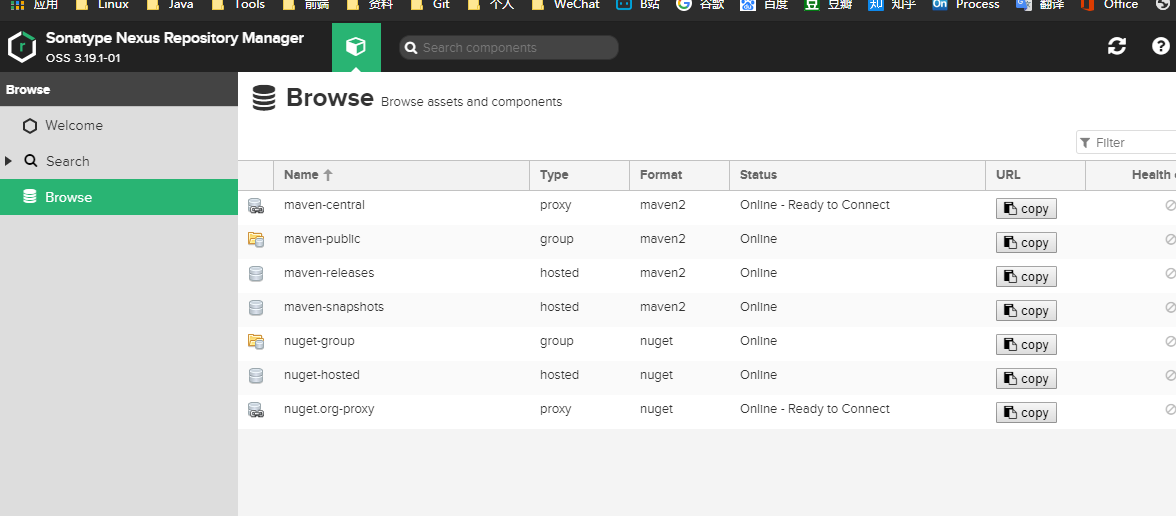 应用 Linux Java Tools 前端 资料 Git 个人 WeChat B站 谷歌 百度 豆瓣 知乎 Process 翻译 Office
Sonatype Nexus Repository Manager
OSS 3.19.1-01
Search components
Browse
Welcome
Search
Browse
Browse Browse assets and components
Filter
Name Type Format Status URL Health
maven-central proxy maven2 Online - Ready to Connect copy
maven-public group maven2 Online copy
maven-releases hosted maven2 Online copy
maven-snapshots hosted maven2 Online copy
nuget-group group nuget Online copy
nuget-hosted hosted nuget Online copy
nuget.org-proxy proxy nuget Online - Ready to Connect copy